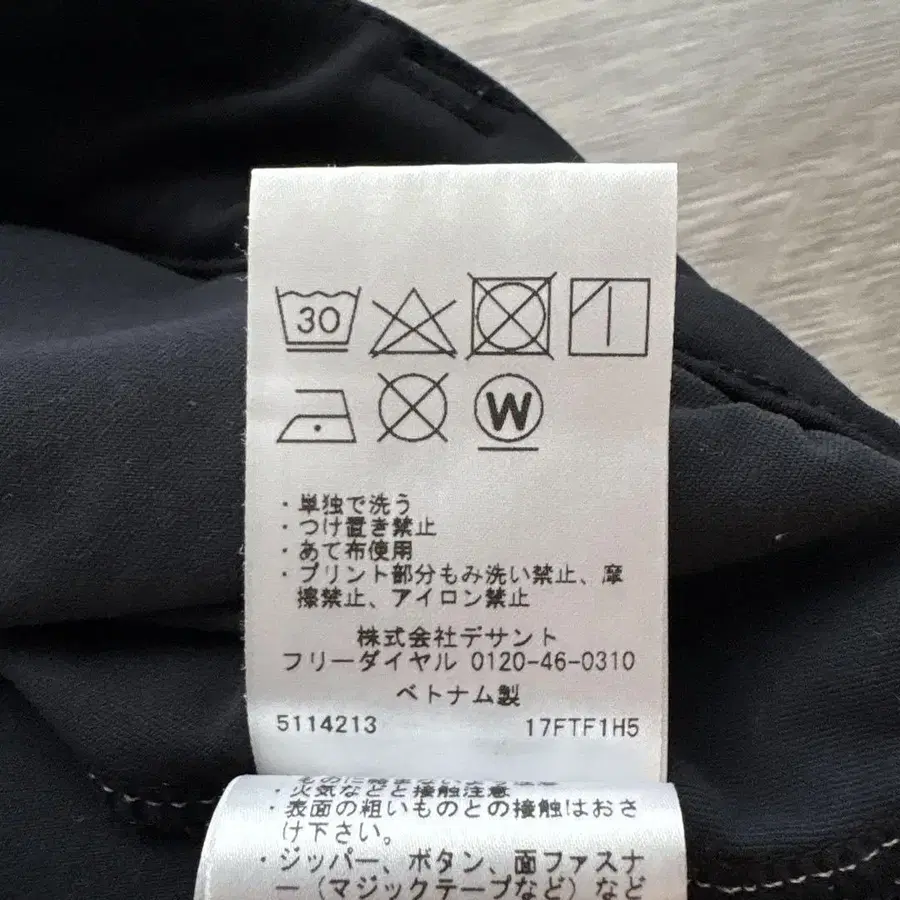 30
W
・単独で洗う
・つけ置き禁止
・あて布使用
・プリント部分もみ洗い禁止、摩
擦禁止、アイロン禁止
株式会社デサント
フリーダイヤル 0120-46-0310
ベトナム製
5114213 17FTF1H5
・火気などと接触注意
・表面の粗いものとの接触はおさ
け下さい。
・ジッパー、ボタン、面ファスナ
ー（マジックテープなど）など